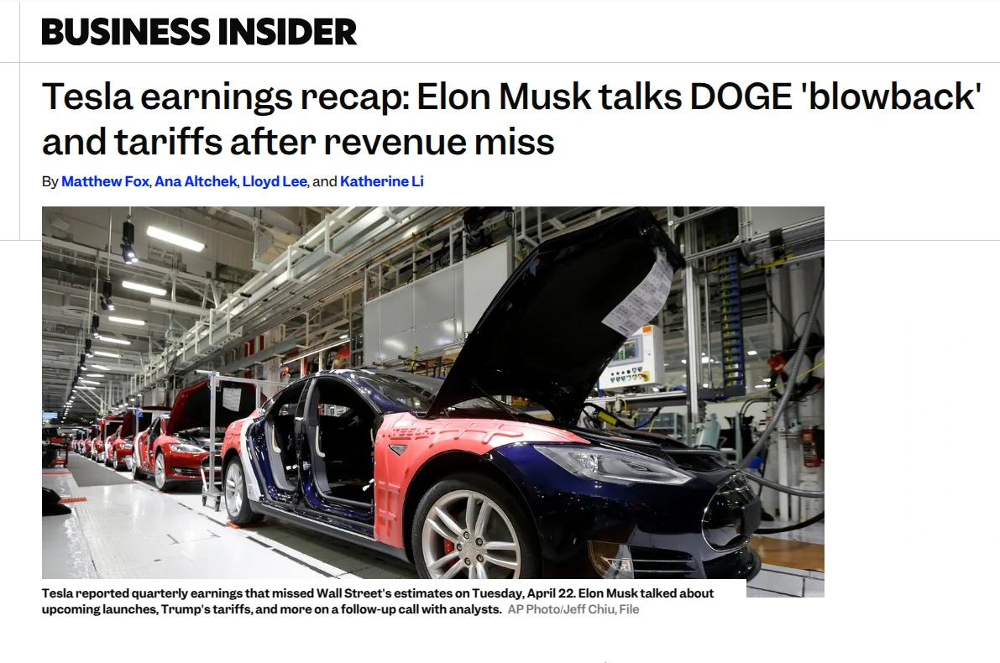 BUSINESS INSIDER
Tesla earnings recap: Elon Musk talks DOGE 'blowback'
and tariffs after revenue miss
By Matthew Fox, Ana Altchek, Lloyd Lee, and Katherine Li
TESLA
Tesla reported quarterly earnings that missed Wall Street's estimates on Tuesday, April 22. Elon Musk talked about
upcoming launches, Trump's tariffs, and more on a follow-up call with analysts. AP Photo/Jeff Chiu, File